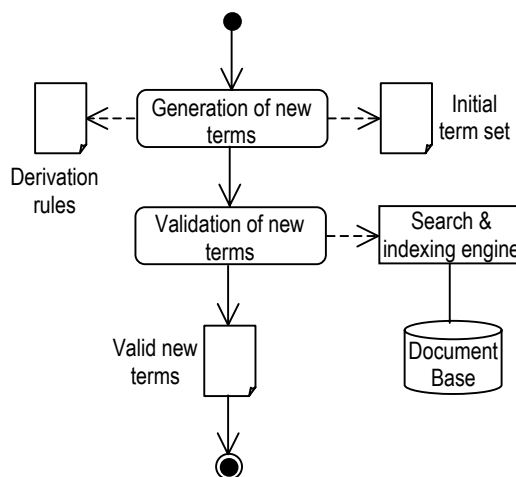 Generation of new
terms
Initial
term set
Derivation
rules
Validation of new
terms
Search &
indexing engine
Valid new
terms
Document
Base